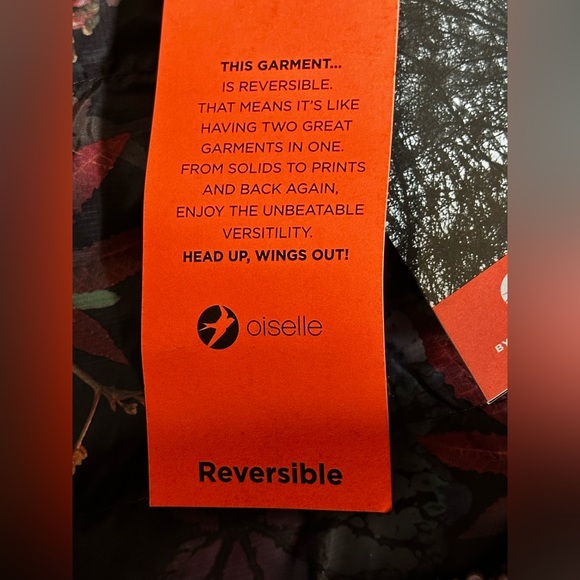 THIS GARMENT...
IS REVERSIBLE.
THAT MEANS IT'S LIKE
HAVING TWO GREAT
GARMENTS IN ONE.
FROM SOLIDS TO PRINTS
AND BACK AGAIN,
ENJOY THE UNBEATABLE
VERSITILITY.
HEAD UP, WINGS OUT!
oiselle
Reversible